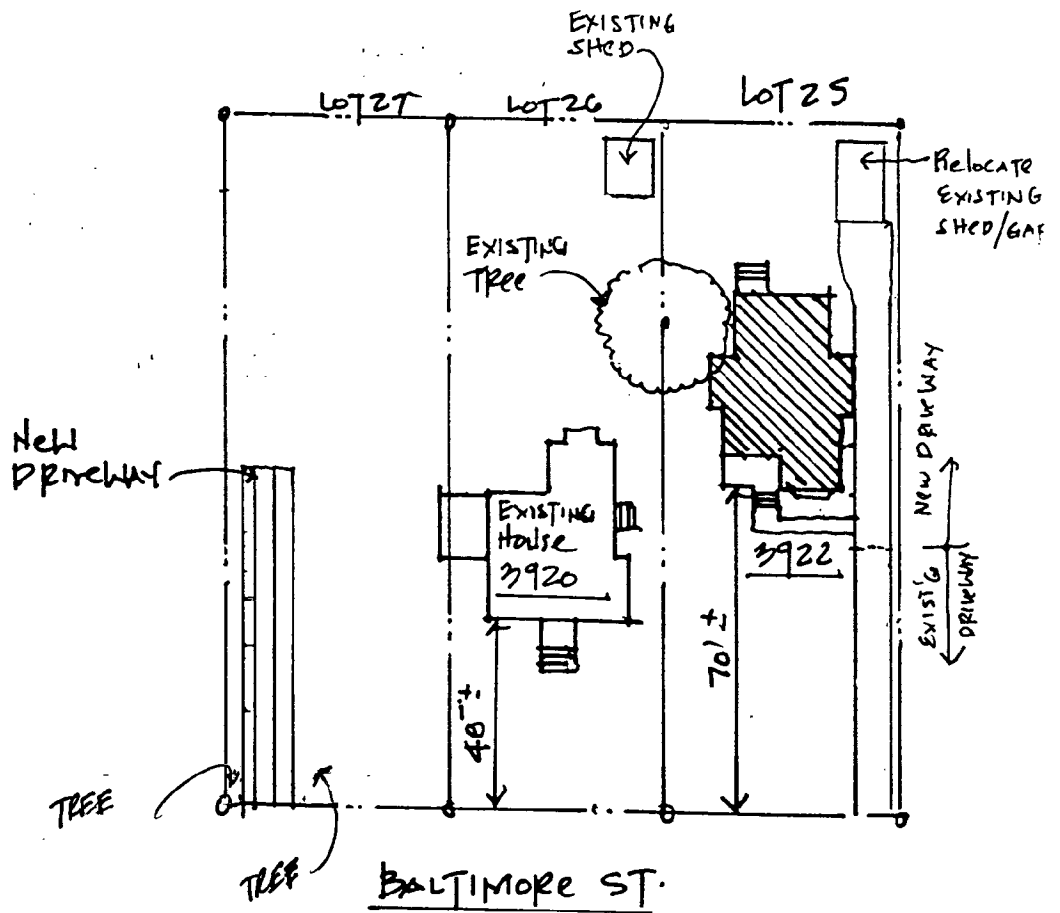 EXISTING
SHED
LOT 27
LOT 26
LOT 25
Relocate
EXISTING
SHED/GAR
EXISTING
TREE
NEW
DRIVEWAY
NEW DRIVEWAY
EXISTING
House
3920
3922
EXIST'G
DRIVEWAY
70'±
48'±
TREE
TREE
BALTIMORE ST.